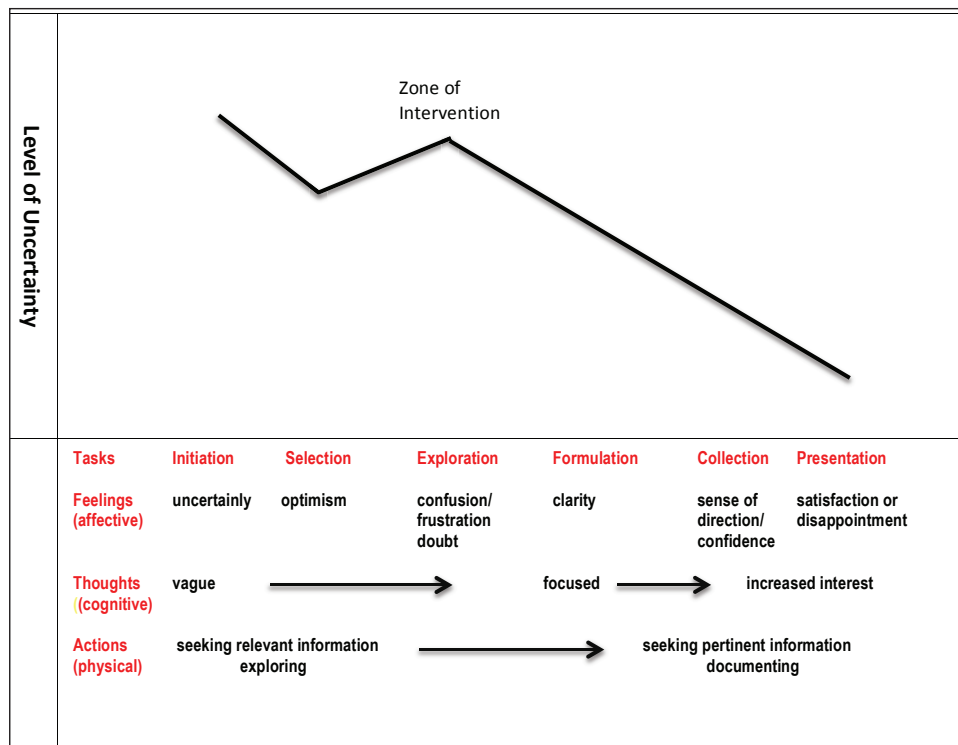 Level of Uncertainty
Zone of
Intervention
Tasks Initiation Selection Exploration Formulation Collection Presentation
Feelings
(affective)
uncertainly
optimism
confusion/
frustration
doubt
clarity
sense of
direction/
confidence
satisfaction or
disappointment
Thoughts
((cognitive)
vague
focused
increased interest
Actions
(physical)
seeking relevant information
exploring
seeking pertinent information
documenting